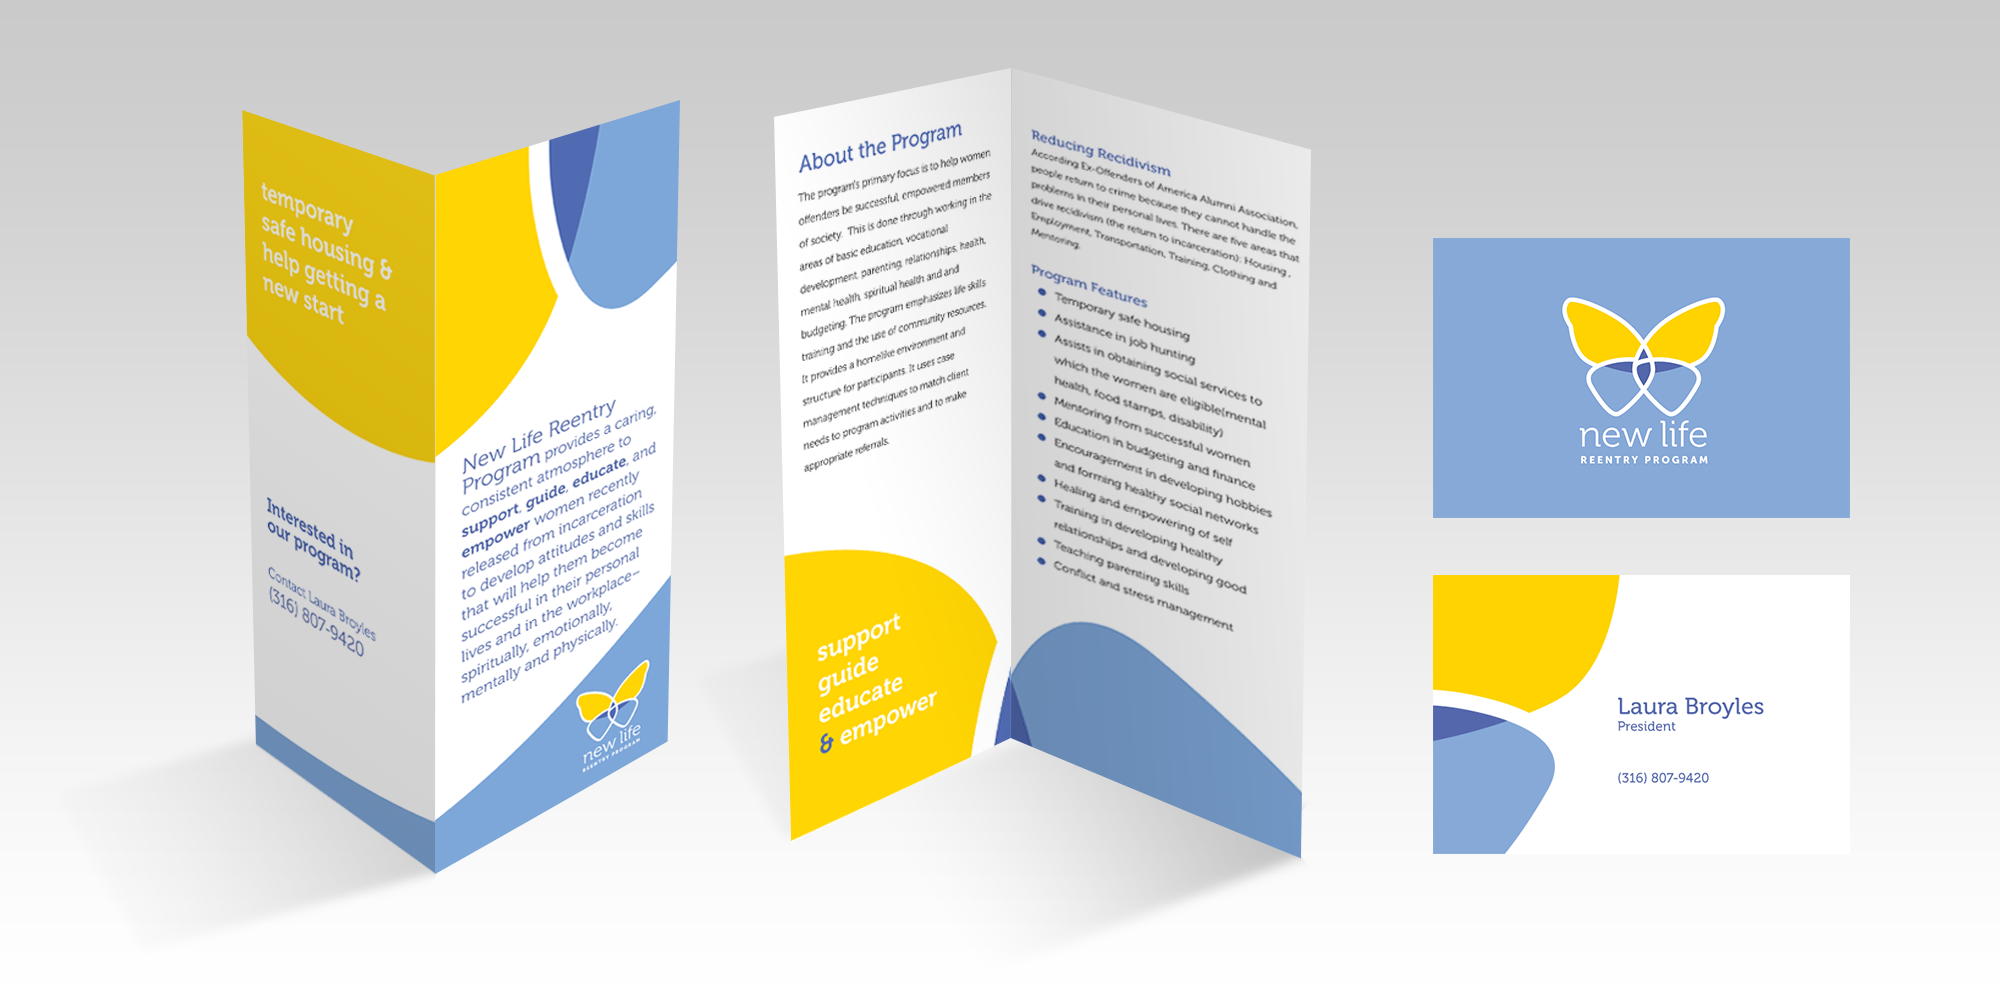 temporary
safe housing &
help getting a
new start
Interested in
our program?
Contact Laura Broyles
(316) 807-9420
New Life Reentry
Program provides a caring,
consistent atmosphere to
support, guide, educate, and
empower women recently
released from incarceration
to develop attitudes and skills
that will help them become
successful in their personal
lives and in the workplace–
spiritually, emotionally,
mentally and physically.
new life
REENTRY PROGRAM
About the Program
The program's primary focus is to help women
offenders be successful, empowered members
of society. This is done through working in the
areas of basic education, vocational
development, parenting, relationships, health,
mental health, spiritual health and and
budgeting. The program emphasizes life skills
training and the use of community resources.
It provides a homelike environment and
structure for participants. It uses case
management techniques to match client
needs to program activities and to make
appropriate referrals.
support
guide
educate
& empower
Reducing Recidivism
According Ex-Offenders of America Alumni Association,
people return to crime because they cannot handle the
problems in their personal lives. There are five areas that
drive recidivism (the return to incarceration): Housing ,
Employment, Transportation, Training, Clothing and
Mentoring.
Program Features
Temporary safe housing
Assistance in job hunting
Assists in obtaining social services to
which the women are eligible(mental
health, food stamps, disability)
Mentoring from successful women
Education in budgeting and finance
Encouragement in developing hobbies
and forming healthy social networks
Healing and empowering of self
Training in developing healthy
relationships and developing good
Teaching parenting skills
Conflict and stress management
new life
REENTRY PROGRAM
Laura Broyles
President
(316) 807-9420